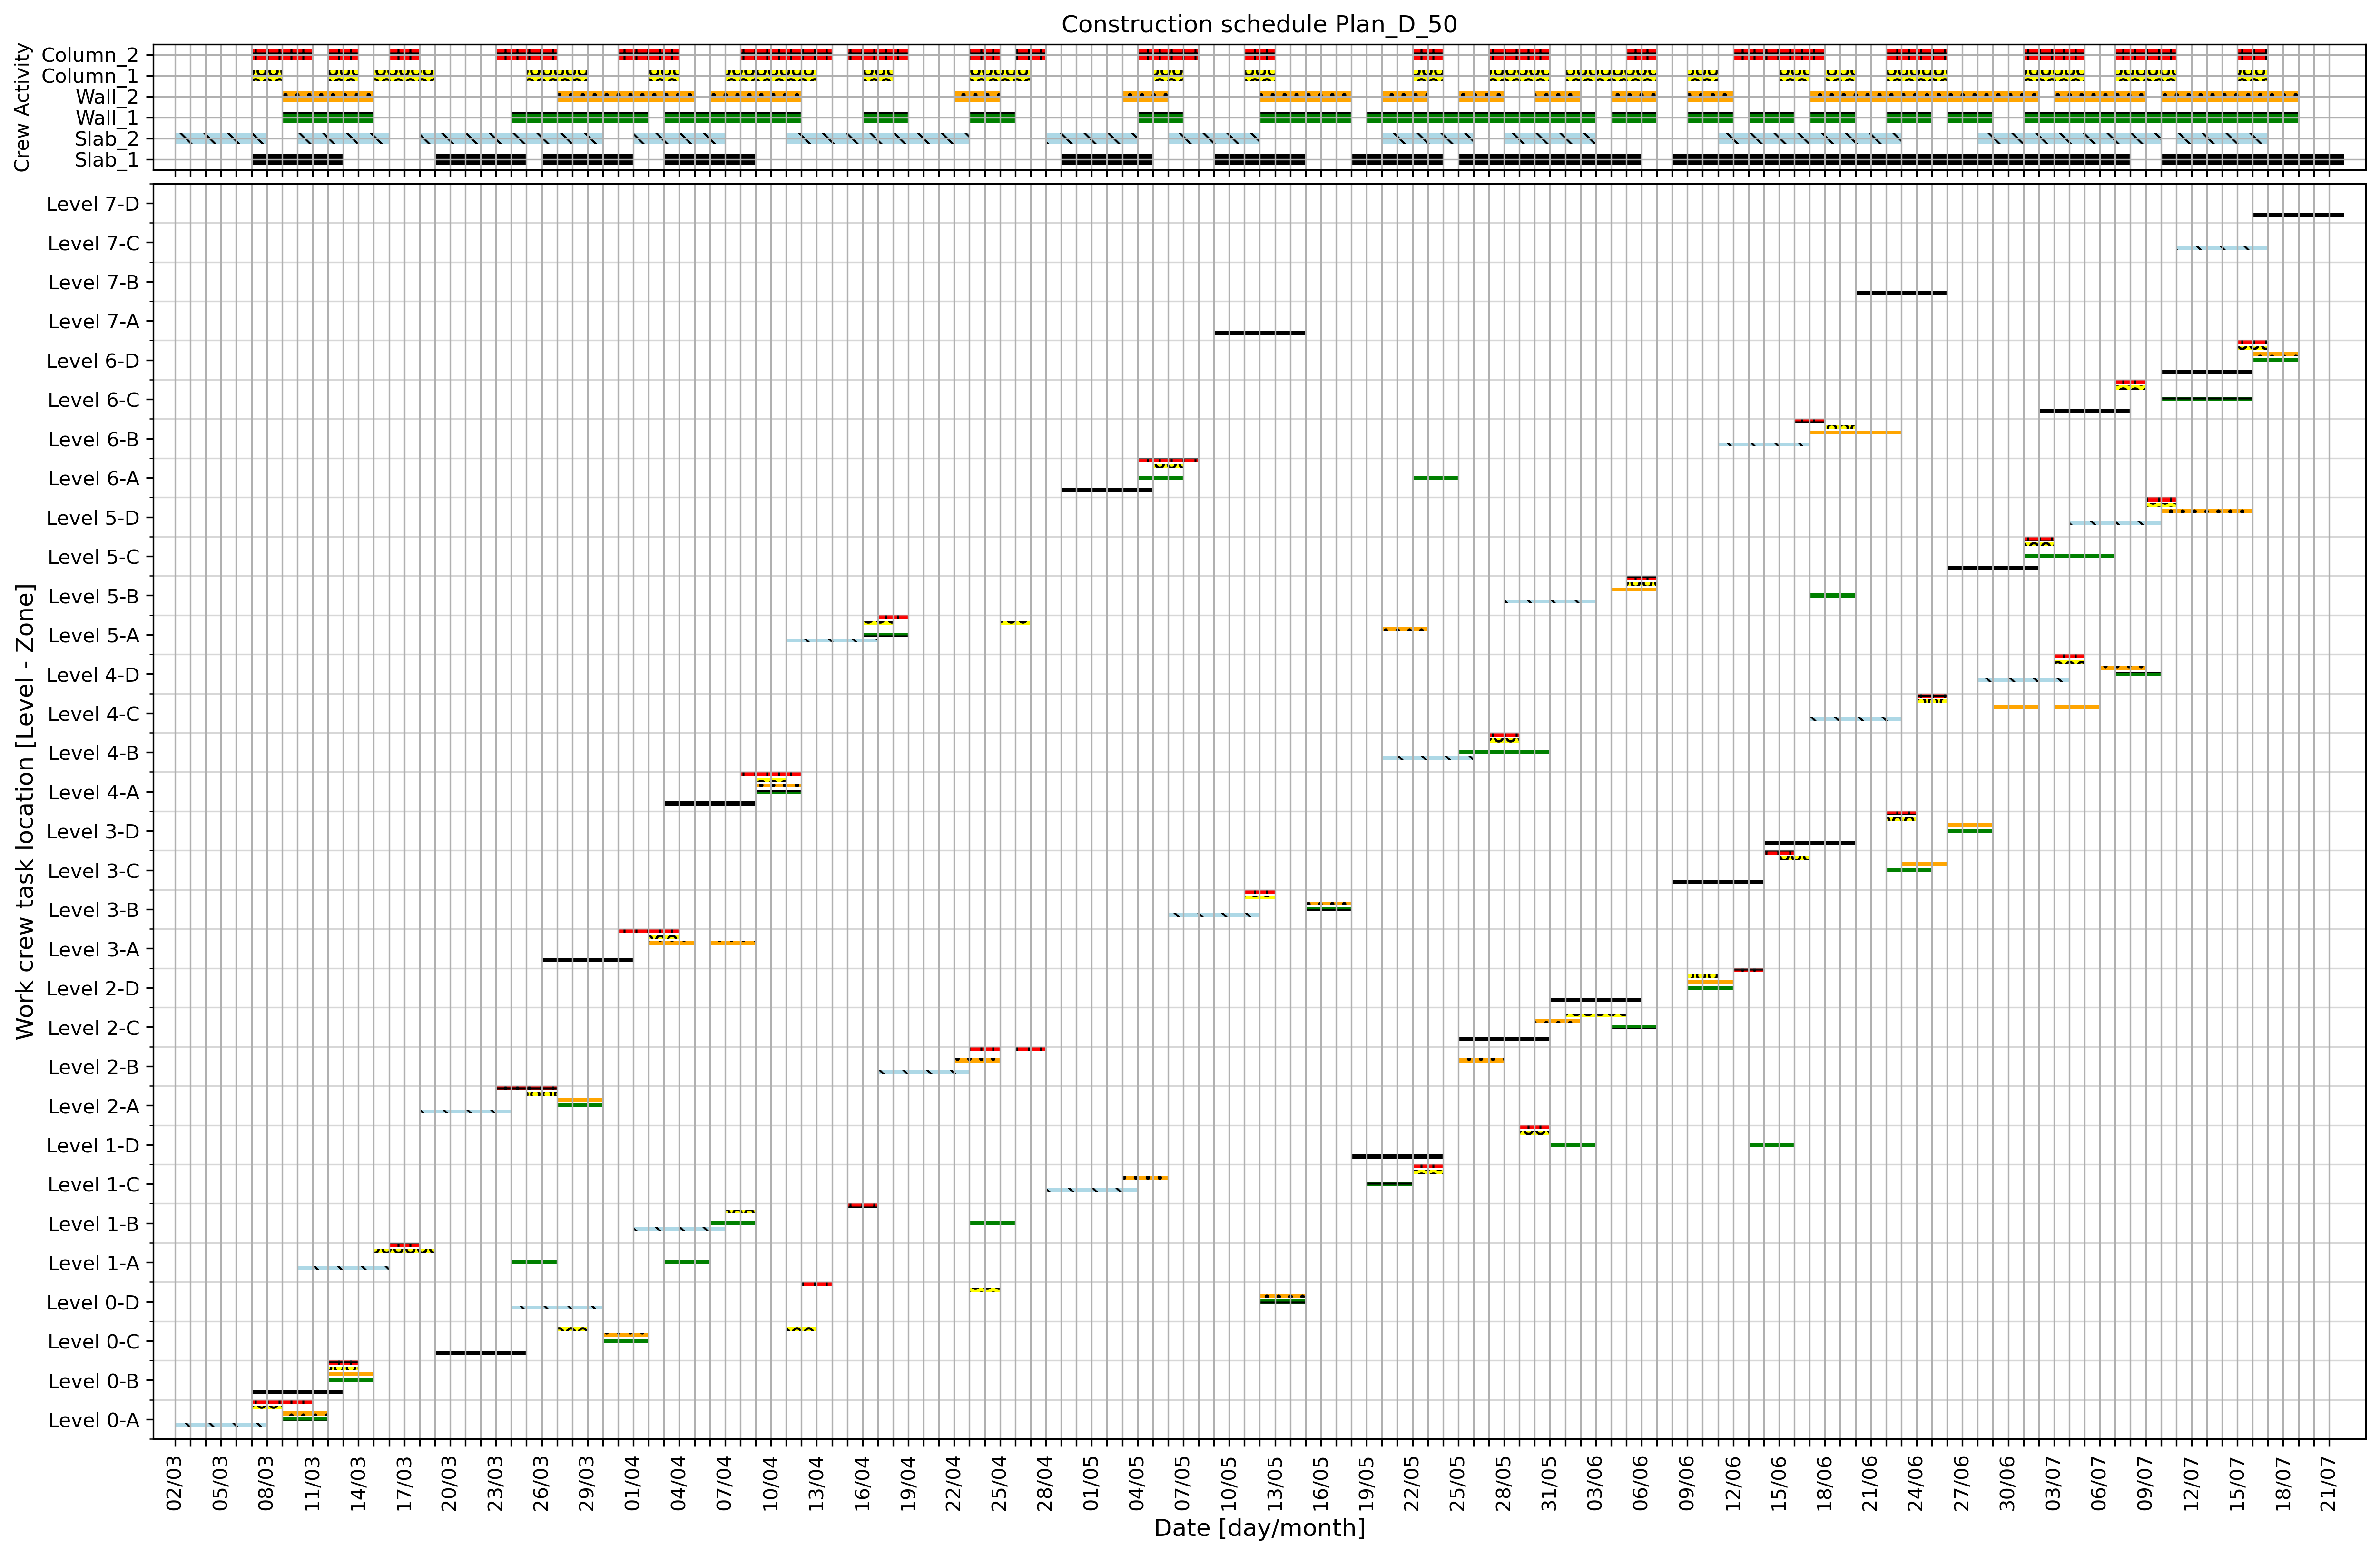 Construction schedule Plan_D_50
Crew Activity
Column_2
Column_1
Wall_2
Wall_1
Slab_2
Slab_1
Work crew task location [Level - Zone]
Level 7-D
Level 7-C
Level 7-B
Level 7-A
Level 6-D
Level 6-C
Level 6-B
Level 6-A
Level 5-D
Level 5-C
Level 5-B
Level 5-A
Level 4-D
Level 4-C
Level 4-B
Level 4-A
Level 3-D
Level 3-C
Level 3-B
Level 3-A
Level 2-D
Level 2-C
Level 2-B
Level 2-A
Level 1-D
Level 1-C
Level 1-B
Level 1-A
Level 0-D
Level 0-C
Level 0-B
Level 0-A
02/03 05/03 08/03 11/03 14/03 17/03 20/03 23/03 26/03 29/03 01/04 04/04 07/04 10/04 13/04 16/04 19/04 22/04 25/04 28/04 01/05 04/05 07/05 10/05 13/05 16/05 19/05 22/05 25/05 28/05 31/05 03/06 06/06 09/06 12/06 15/06 18/06 21/06 24/06 27/06 30/06 03/07 06/07 09/07 12/07 15/07 18/07 21/07
Date [day/month]